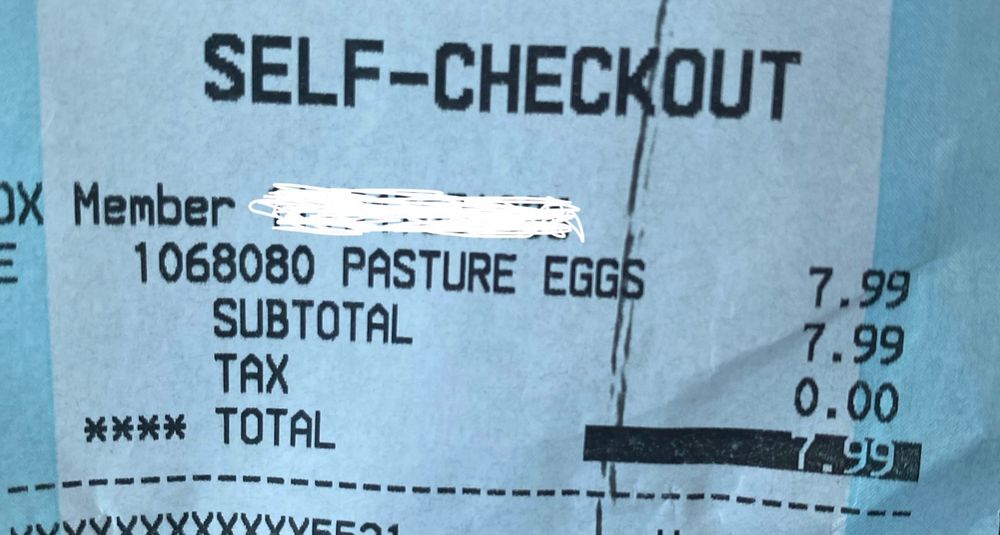 SELF-CHECKOUT
OX Member
E 1068080 PASTURE EGGS 7.99
SUBTOTAL 7.99
TAX 0.00
**** TOTAL 7.99